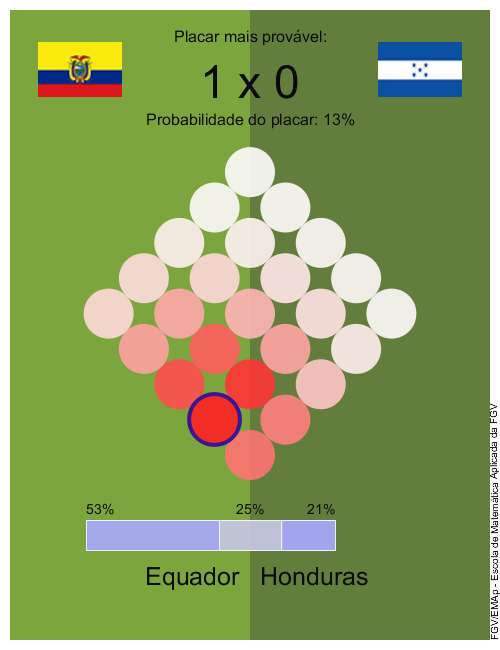 Placar mais provável:
1 x 0
Probabilidade do placar: 13%
53%
25%
21%
Equador
Honduras
FGV/EMAp - Escola de Matemática Aplicada da FGV